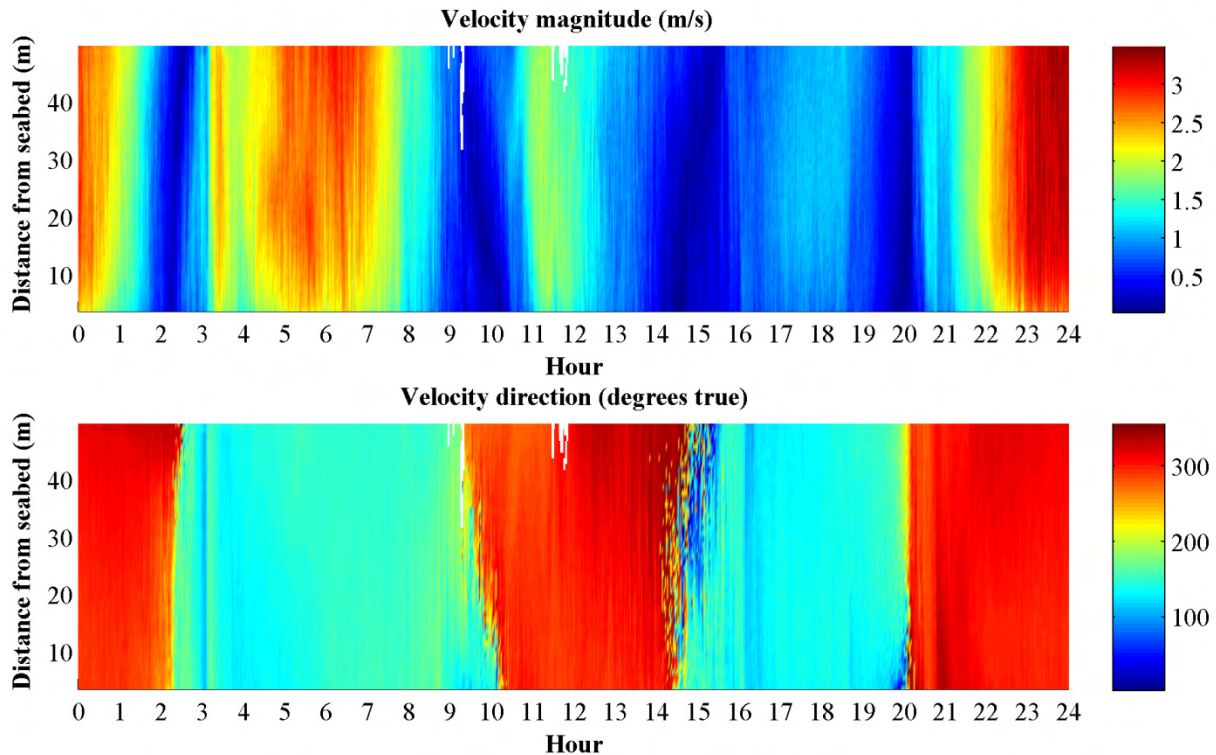 Velocity magnitude (m/s)
Distance from seabed (m)
40
30
20
10
0 1 2 3 4 5 6 7 8 9 10 11 12 13 14 15 16 17 18 19 20 21 22 23 24
Hour
3
2.5
2
1.5
1
0.5
Velocity direction (degrees true)
Distance from seabed (m)
40
30
20
10
0 1 2 3 4 5 6 7 8 9 10 11 12 13 14 15 16 17 18 19 20 21 22 23 24
Hour
300
200
100